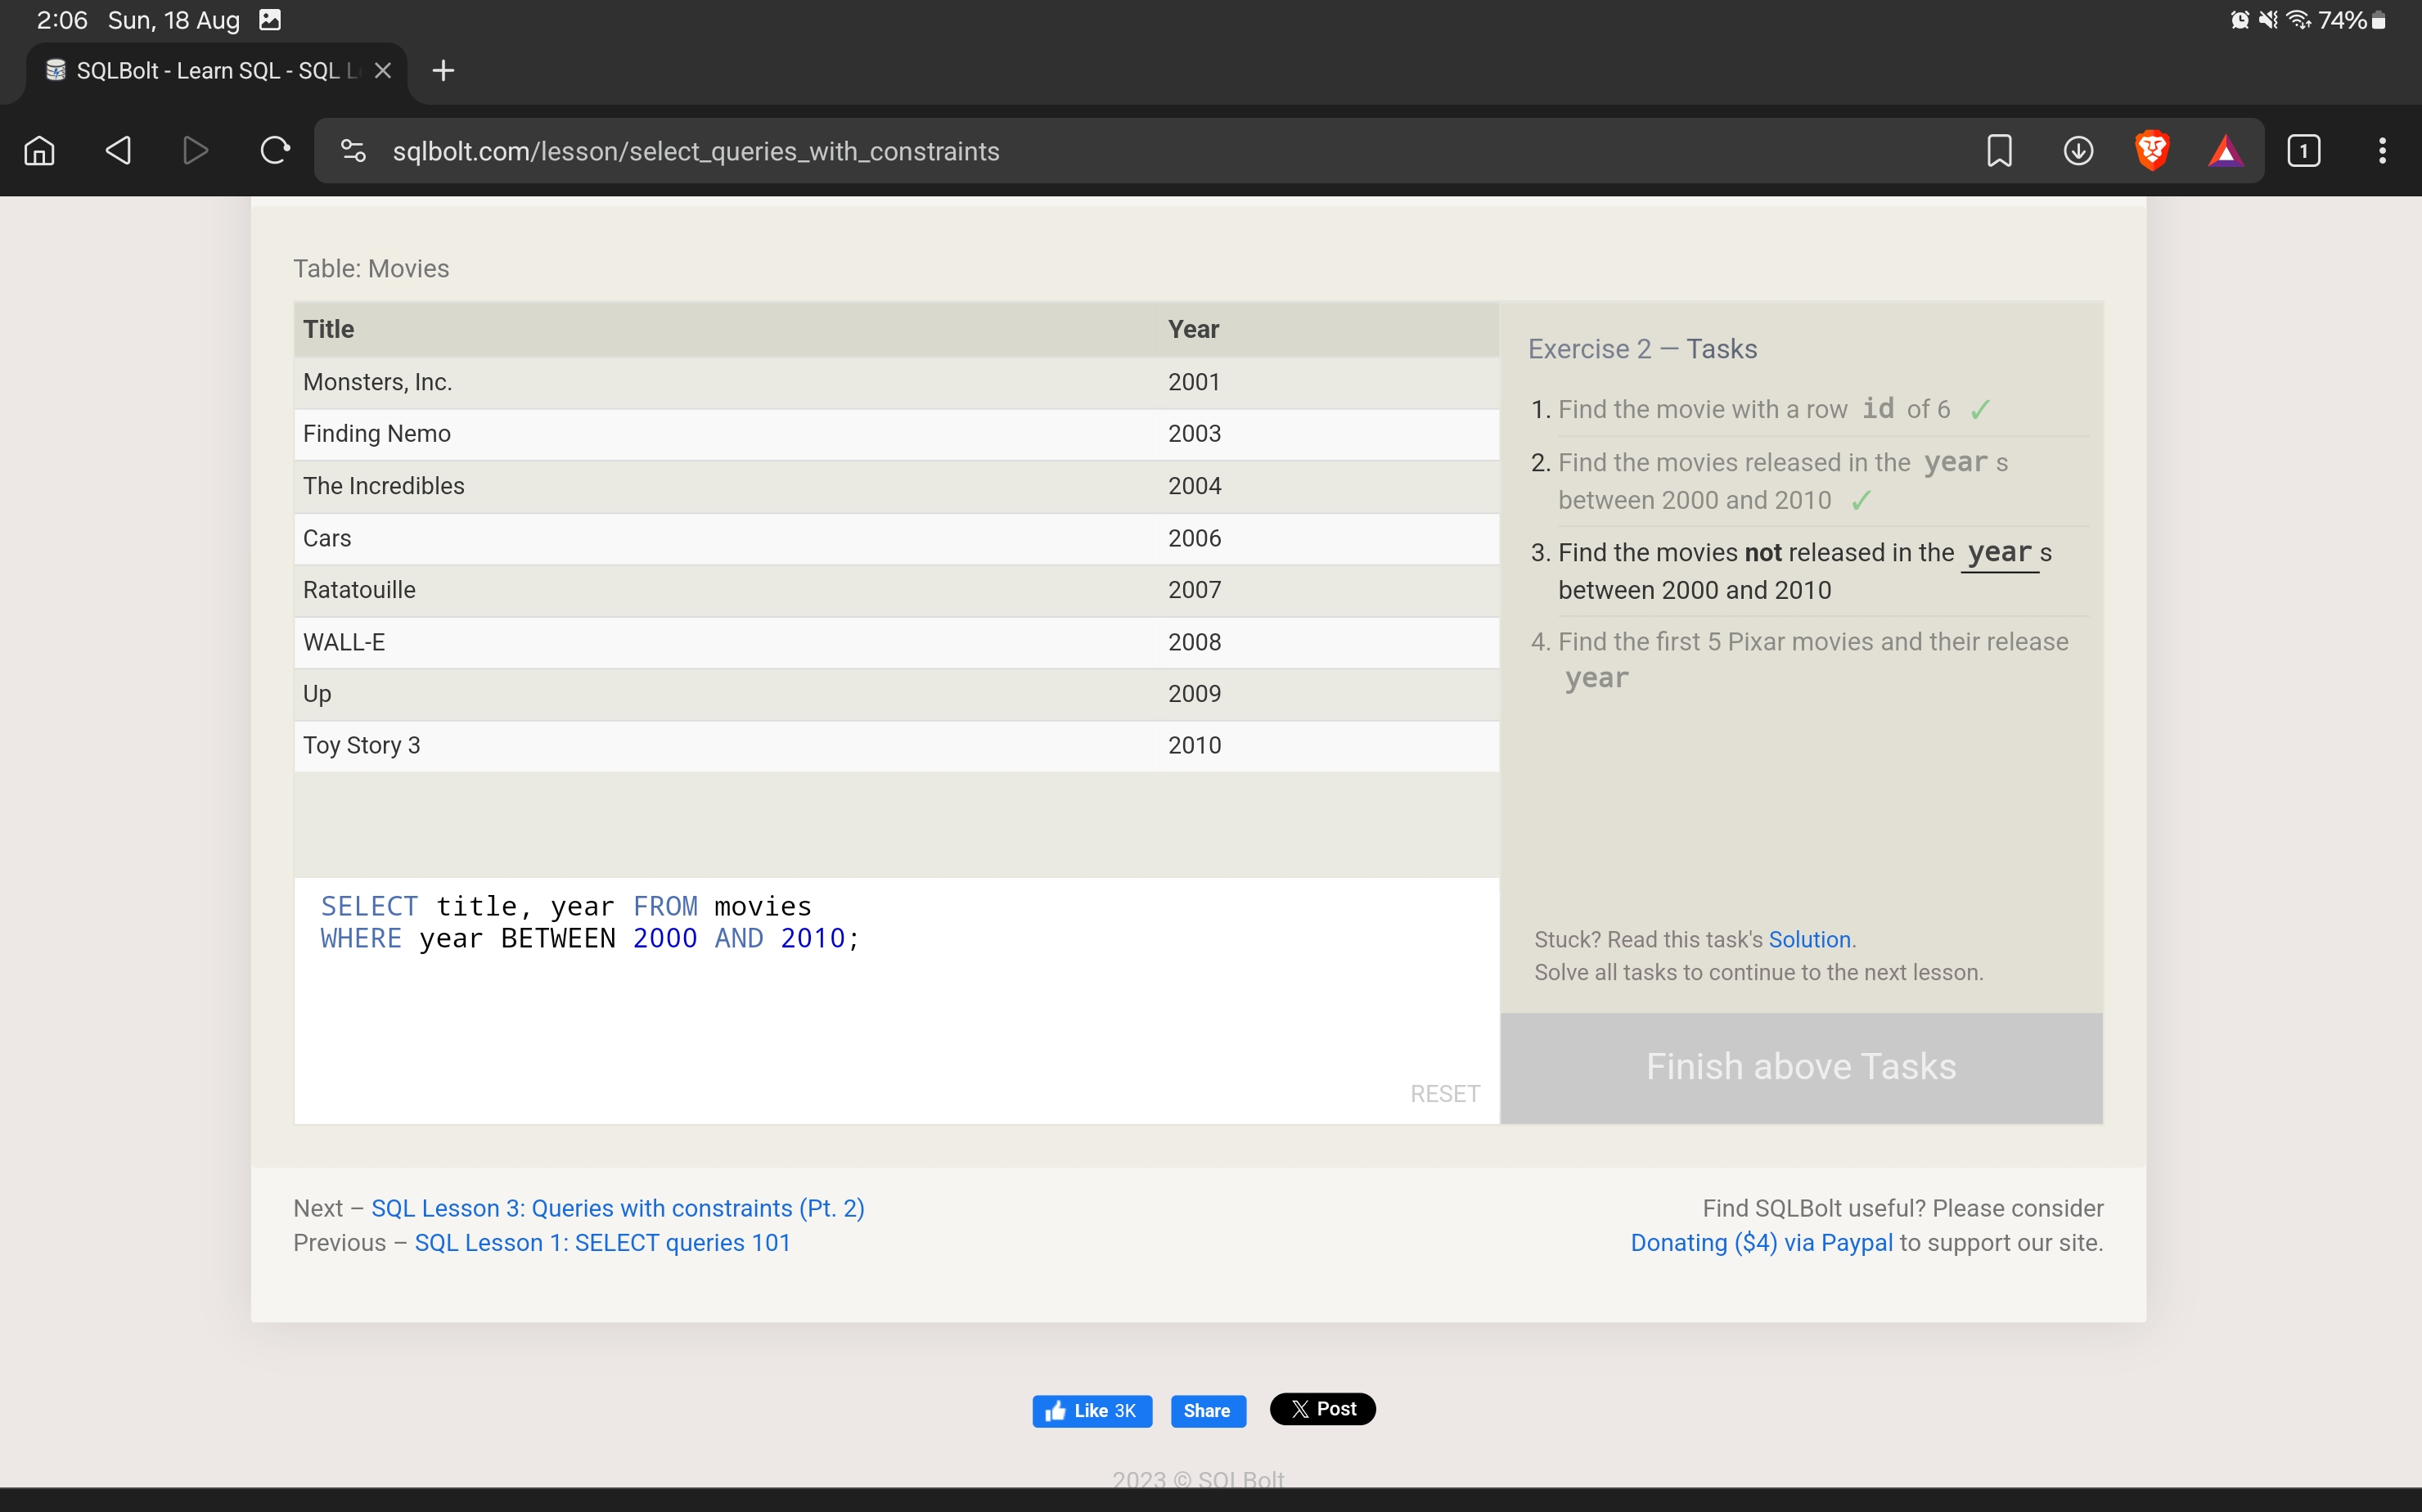 2:06 Sun, 18 Aug 74%
SQLBolt - Learn SQL - SQL L
sqlbolt.com/lesson/select_queries_with_constraints 1
Table: Movies
Title Year
Monsters, Inc. 2001
Finding Nemo 2003
The Incredibles 2004
Cars 2006
Ratatouille 2007
WALL-E 2008
Up 2009
Toy Story 3 2010
SELECT title, year FROM movies
WHERE year BETWEEN 2000 AND 2010;
RESET
Exercise 2 — Tasks
1. Find the movie with a row id of 6 ✓
2. Find the movies released in the year s
between 2000 and 2010 ✓
3. Find the movies not released in the year s
between 2000 and 2010
4. Find the first 5 Pixar movies and their release
year
Stuck? Read this task's Solution.
Solve all tasks to continue to the next lesson.
Finish above Tasks
Next – SQL Lesson 3: Queries with constraints (Pt. 2)
Previous – SQL Lesson 1: SELECT queries 101
Find SQLBolt useful? Please consider
Donating ($4) via Paypal to support our site.
Like 3K Share X Post
2023 © SQLBolt